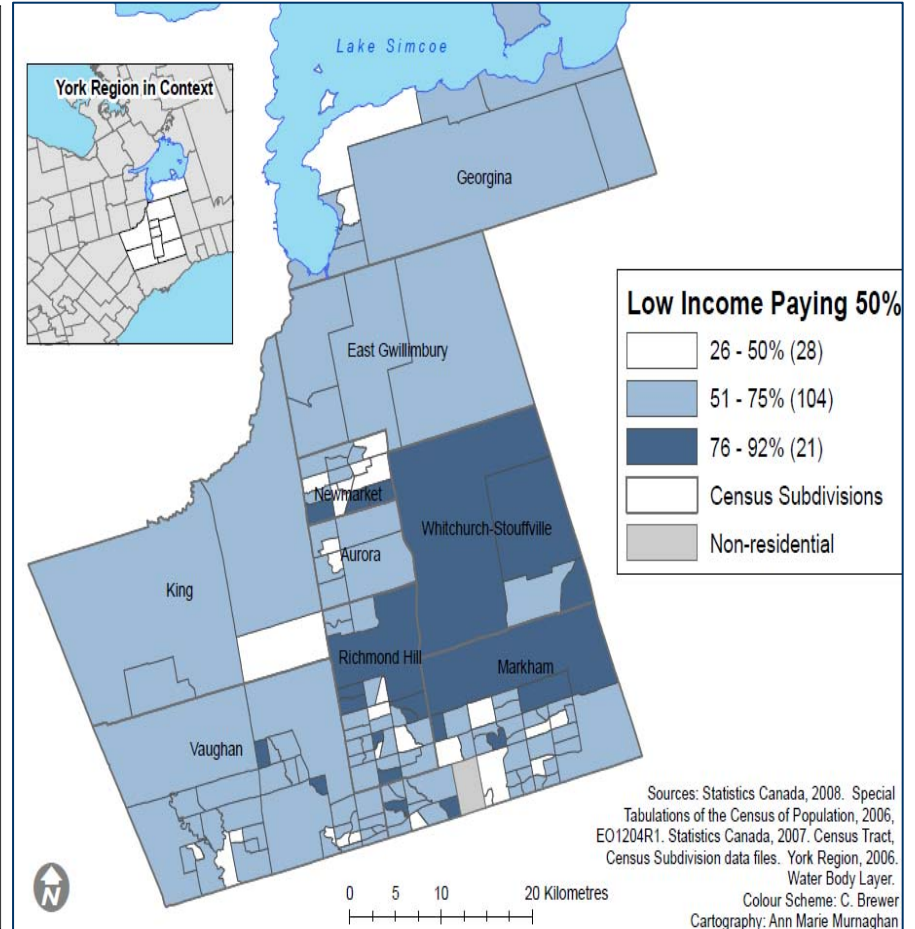 Lake Simcoe
York Region in Context
Georgina
Low Income Paying 50%
26 - 50% (28)
51 - 75% (104)
76 - 92% (21)
Census Subdivisions
Non-residential
East Gwillimbury
Newmarket
Whitchurch-Stouffville
Aurora
King
Richmond Hill
Markham
Vaughan
Sources: Statistics Canada, 2008. Special
Tabulations of the Census of Population, 2006,
EO1204R1. Statistics Canada, 2007. Census Tract,
Census Subdivision data files. York Region, 2006.
Water Body Layer.
Colour Scheme: C. Brewer
Cartography: Ann Marie Murnaghan
N
0 5 10 20 Kilometres